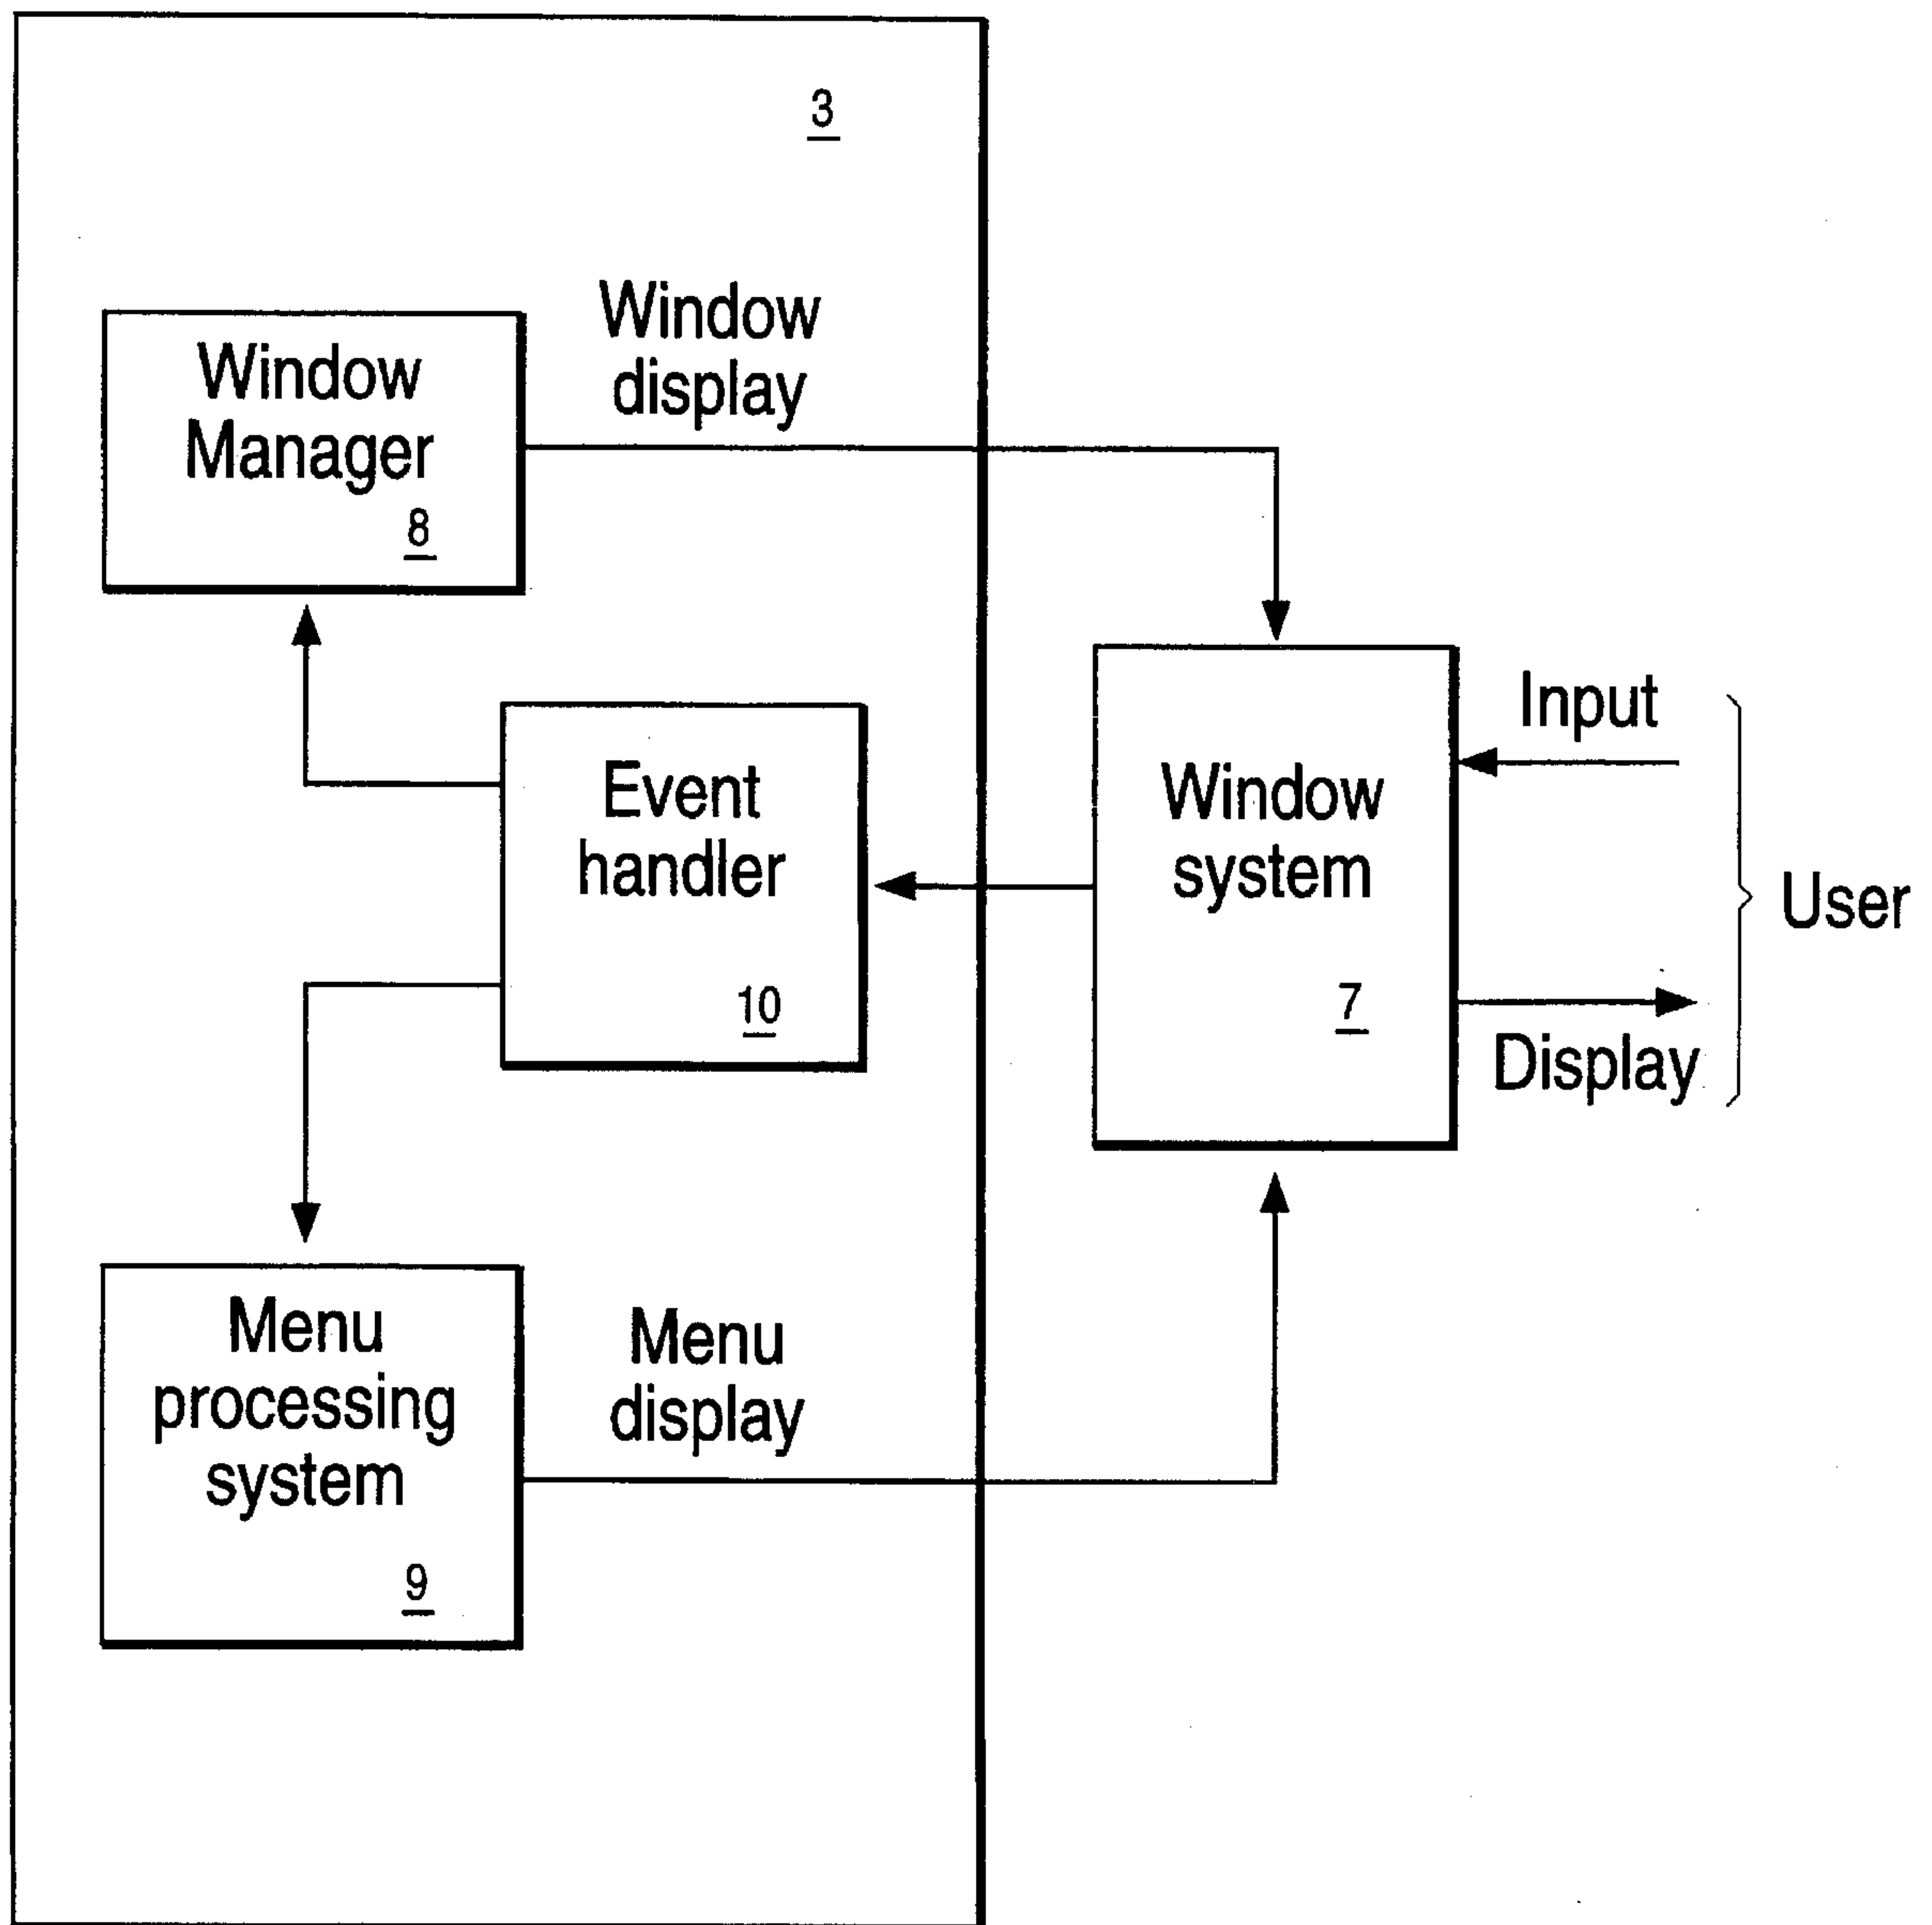 3
Window
display
Window
Manager
8
Input
Event
handler
10
Window
system
7
User
Display
Menu
processing
system
9
Menu
display